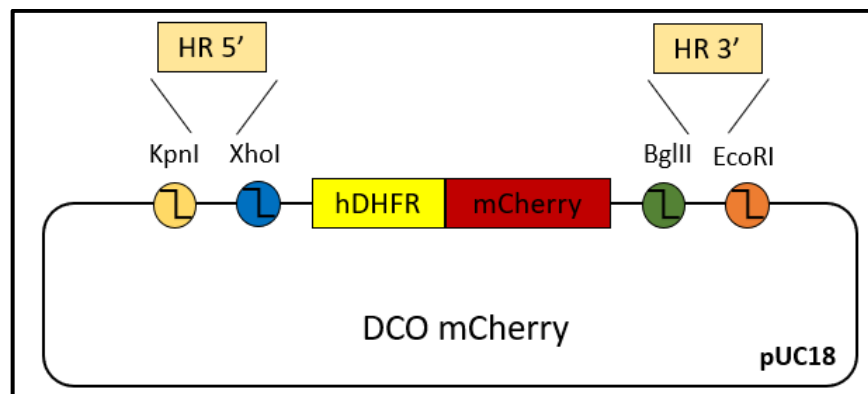 HR 5’
HR 3’
KpnI
XhoI
BglII
EcoRI
hDHFR
mCherry
DCO mCherry
pUC18